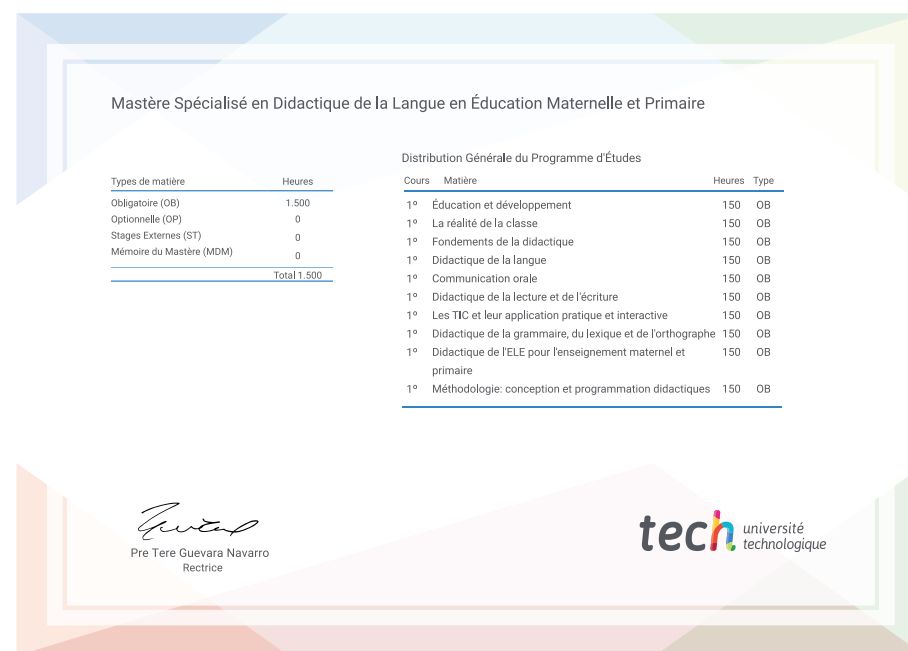 Mastère Spécialisé en Didactique de la Langue en Éducation Maternelle et Primaire
Types de matière Heures
Obligatoire (OB) 1.500
Optionnelle (OP) 0
Stages Externes (ST) 0
Mémoire du Mastère (MDM) 0
Total 1.500
Distribution Générale du Programme d'Études
Cours Matière Heures Type
1º Éducation et développement 150 OB
1º La réalité de la classe 150 OB
1º Fondements de la didactique 150 OB
1º Didactique de la langue 150 OB
1º Communication orale 150 OB
1º Didactique de la lecture et de l'écriture 150 OB
1º Les TIC et leur application pratique et interactive 150 OB
1º Didactique de la grammaire, du lexique et de l'orthographe 150 OB
1º Didactique de l'ELE pour l'enseignement maternel et 150 OB
primaire
1º Méthodologie: conception et programmation didactiques 150 OB
Pre Tere Guevara Navarro
Rectrice
tech université
technologique